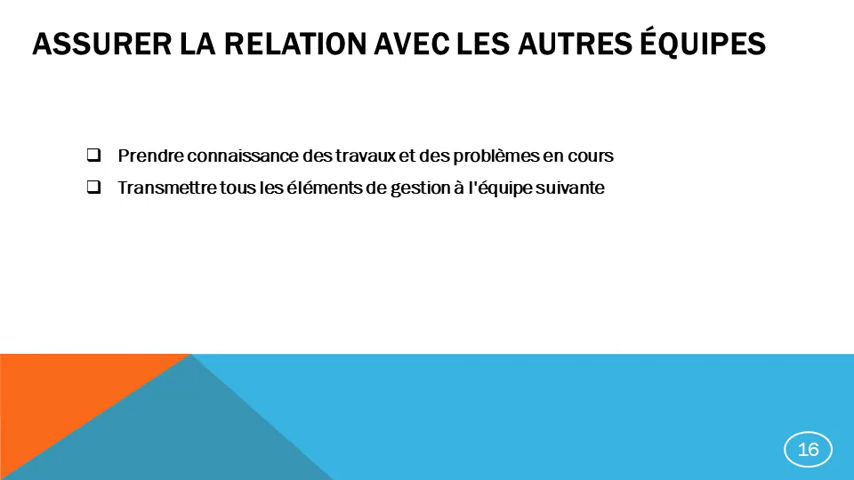 ASSURER LA RELATION AVEC LES AUTRES ÉQUIPES
Prendre connaissance des travaux et des problèmes en cours
Transmettre tous les éléments de gestion à l'équipe suivante
16